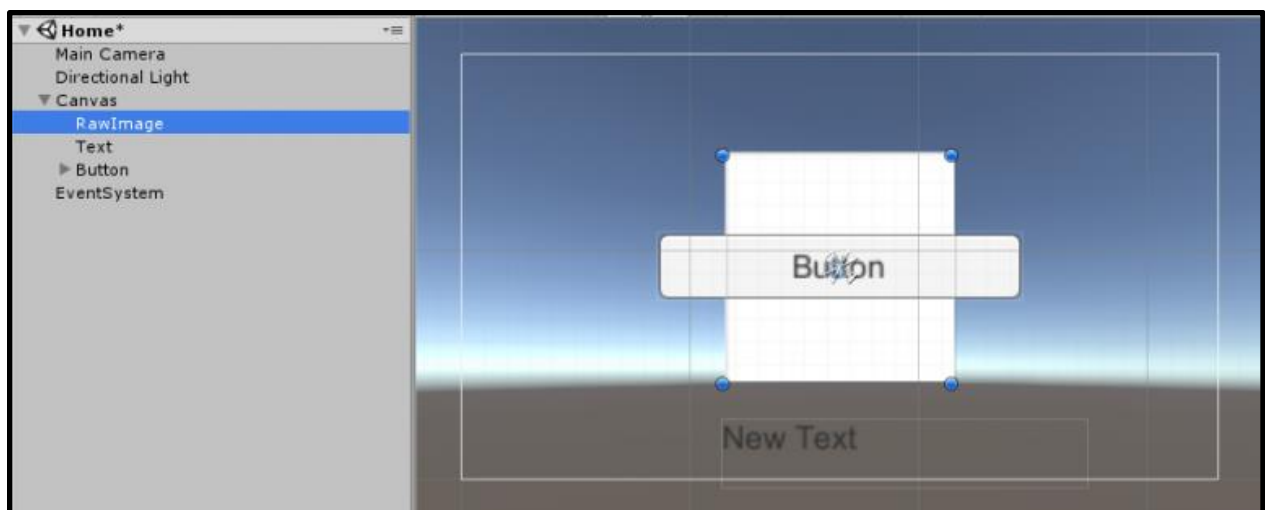 Home*
Main Camera
Directional Light
Canvas
RawImage
Text
Button
EventSystem
Button
New Text